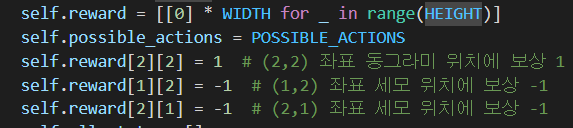 self.reward = [[0] * WIDTH for _ in range(HEIGHT)]
self.possible_actions = POSSIBLE_ACTIONS
self.reward[2][2] = 1  # (2,2) 좌표 동그라미 위치에 보상 1
self.reward[1][2] = -1  # (1,2) 좌표 세모 위치에 보상 -1
self.reward[2][1] = -1  # (2,1) 좌표 세모 위치에 보상 -1